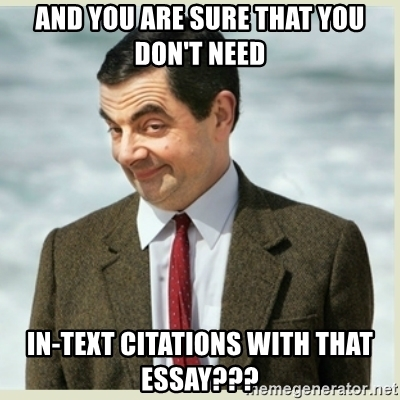 AND YOU ARE SURE THAT YOU
DON'T NEED
IN-TEXT CITATIONS WITH THAT
ESSAY???
memegenerator.net